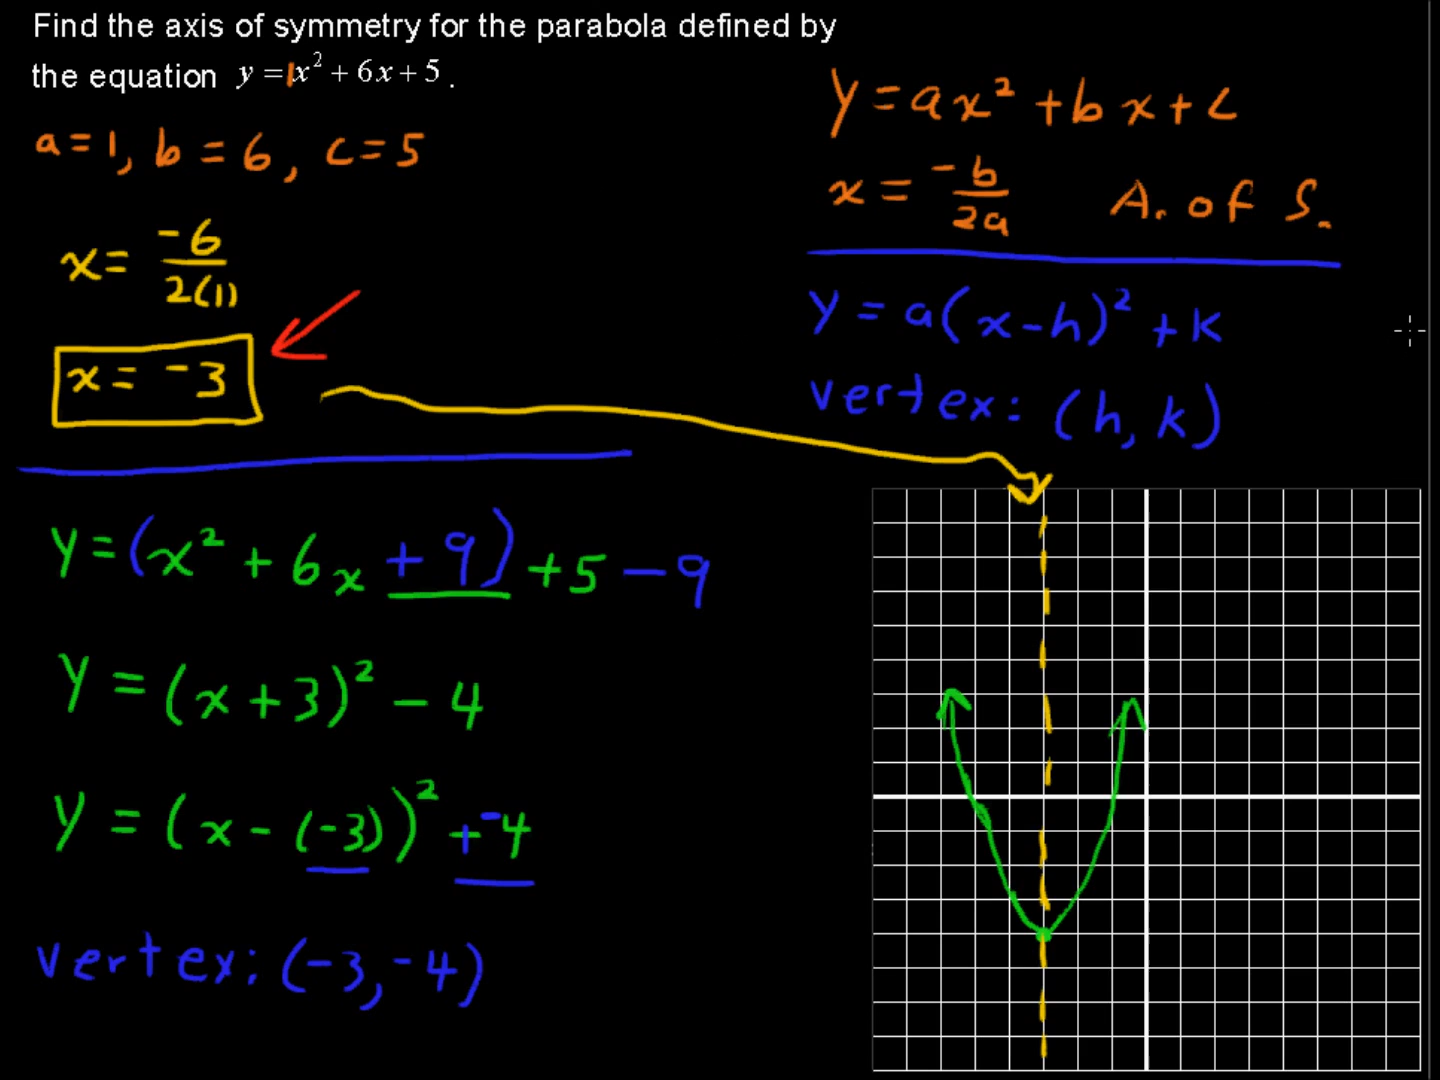 Find the axis of symmetry for the parabola defined by
the equation y = 1x² + 6x + 5 .
a = 1, b = 6, c = 5
x = -6/2(1)
x = -3
y = ax² + bx + c
x = -b/2a A. of S.
y = a(x-h)² + k
vertex: (h, k)
y = (x² + 6x + 9) + 5 - 9
y = (x + 3)² - 4
y = (x - (-3))² + -4
vertex: (-3, -4)